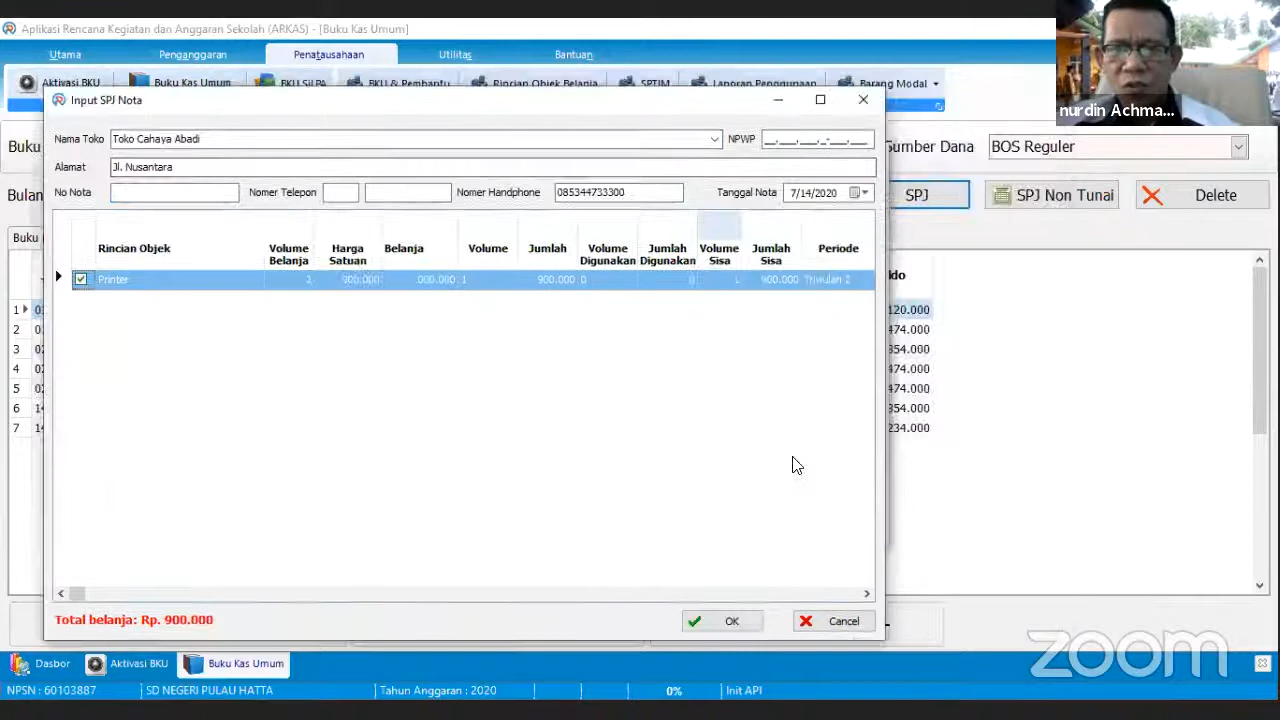 Aplikasi Rencana Kegiatan dan Anggaran Sekolah (ARKAS) - [Buku Kas Umum]
Utama Penganggaran Penatausahaan Utilitas Bantuan
Aktivasi BKU Buku Kas Umum BKU SiLPA BKU & Pembantu Rincian Objek Belanja SPTJM Laporan Penggunaan Barang Modal
nurdin Achma...
Input SPJ Nota
Nama Toko Toko Cahaya Abadi NPWP
Buku Sumber Dana BOS Reguler
Alamat Jl. Nusantara
No Nota Nomer Telepon Nomer Handphone 085344733300 Tanggal Nota 7/14/2020
Bulan SPJ SPJ Non Tunai Delete
Buku
Rincian Objek Volume Belanja Harga Satuan Belanja Volume Jumlah Volume Digunakan Jumlah Digunakan Volume Sisa Jumlah Sisa Periode
Printer 900.000 .000.000 1 900.000 0 0 900.000 Triwulan 2
1 120.000
2 474.000
3 354.000
4 474.000
5 474.000
6 354.000
7 234.000
Total belanja: Rp. 900.000 OK Cancel
Dasbor Aktivasi BKU Buku Kas Umum
zoom
NPSN : 60103887 SD NEGERI PULAU HATTA Tahun Anggaran : 2020 0% Init API